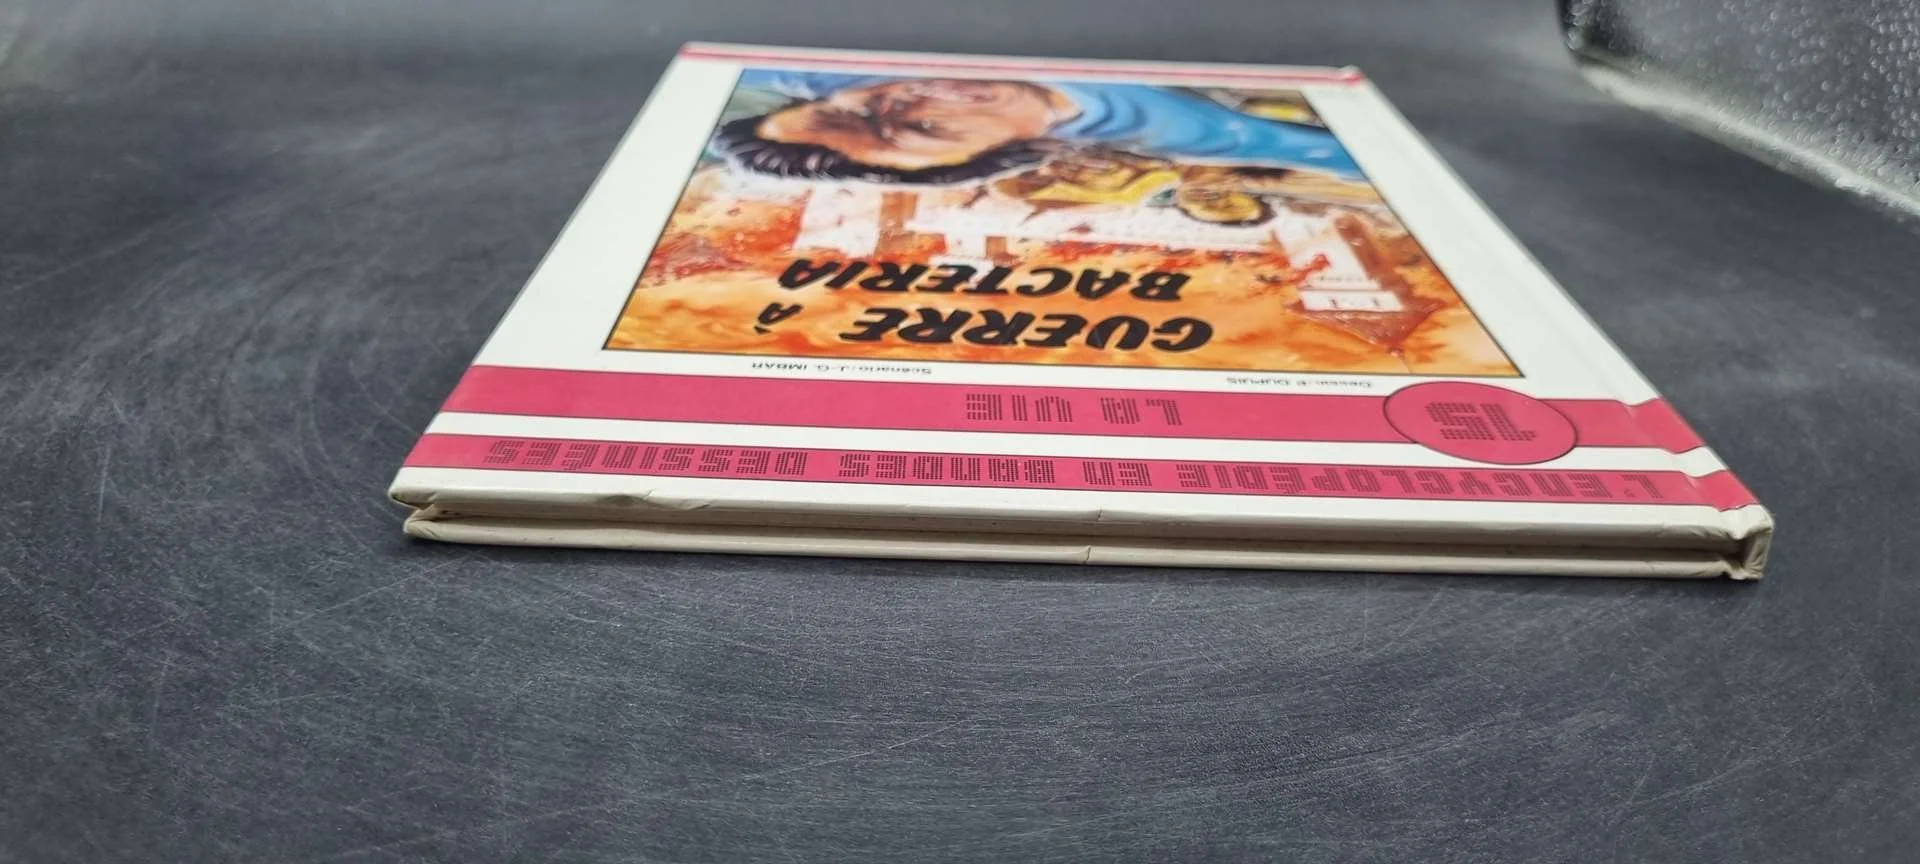 L'ENCYCLOPÉDIE EN BANDES DESSINÉES
15
LA VIE
Dessin: P. DUPUIS
Scénario: J.-G. IMBAR
GUERRE À
BACTERIA